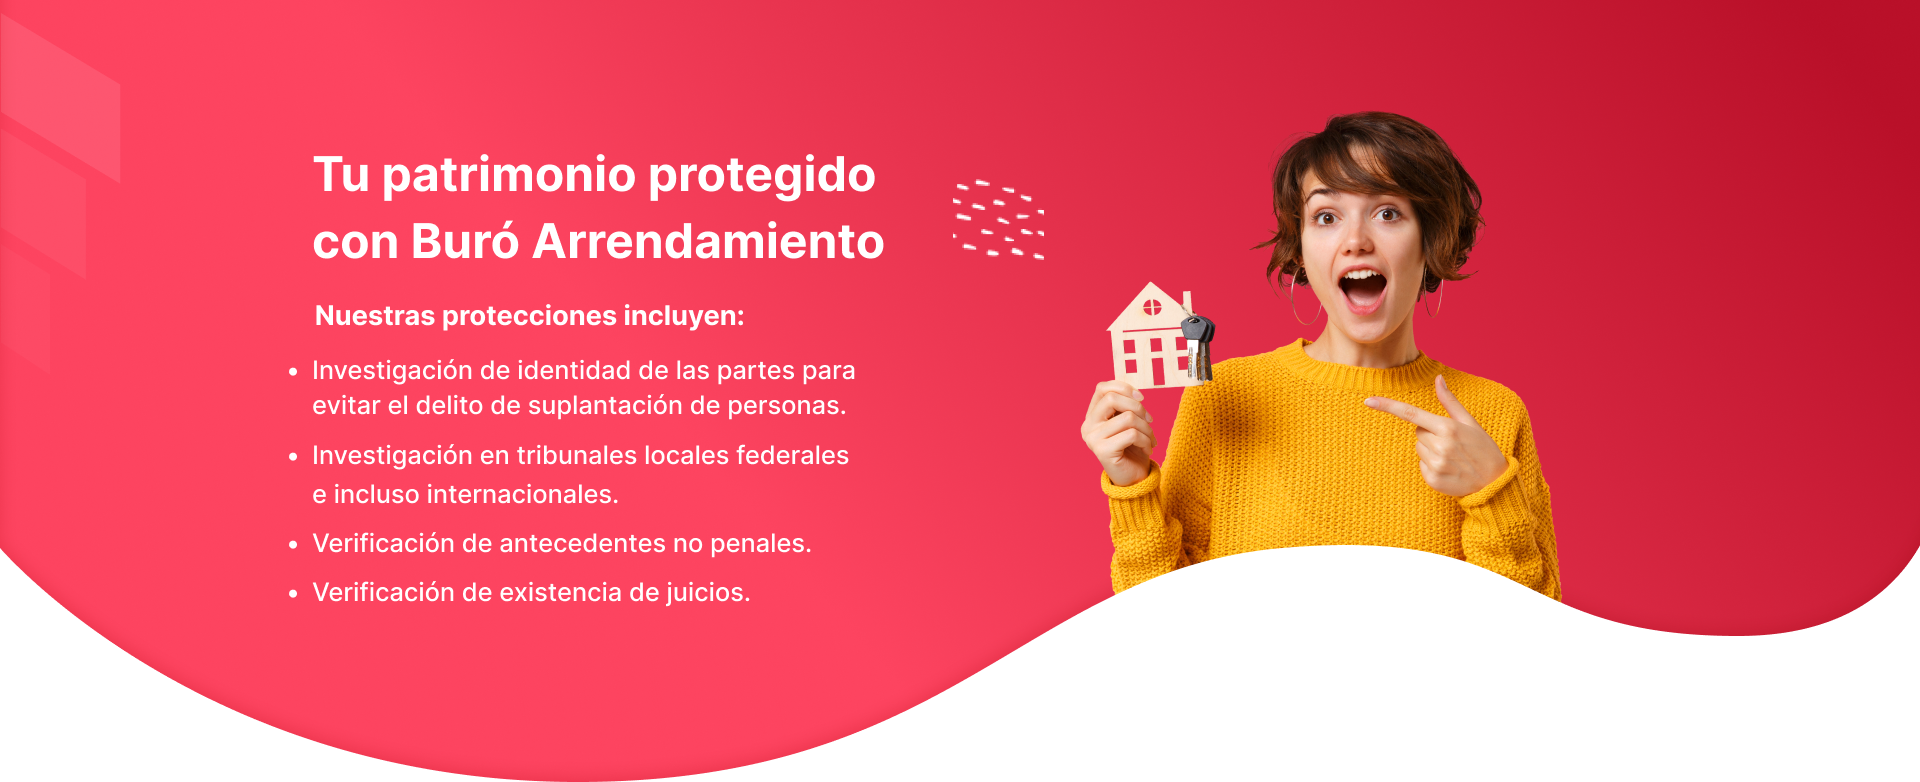 Tu patrimonio protegido
con Buró Arrendamiento
Nuestras protecciones incluyen:
• Investigación de identidad de las partes para
evitar el delito de suplantación de personas.
• Investigación en tribunales locales federales
e incluso internacionales.
• Verificación de antecedentes no penales.
• Verificación de existencia de juicios.